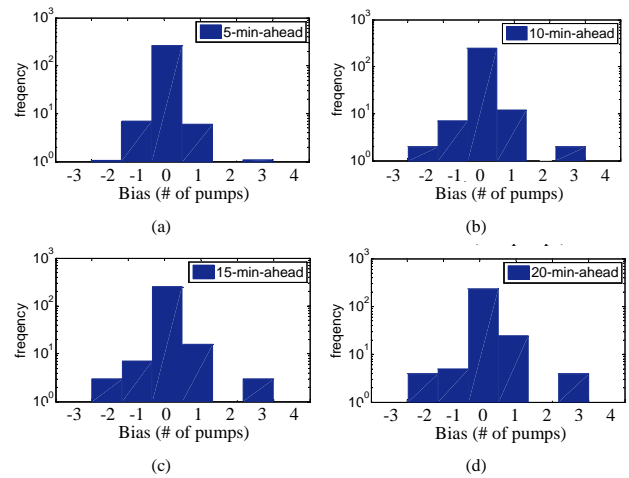 5-min-ahead
freqency
10³
10²
10¹
10⁰
-3 -2 -1 0 1 2 3 4
Bias (# of pumps)
(a)
10-min-ahead
freqency
10³
10²
10¹
10⁰
-3 -2 -1 0 1 2 3 4
Bias (# of pumps)
(b)
15-min-ahead
freqency
10³
10²
10¹
10⁰
-3 -2 -1 0 1 2 3 4
Bias (# of pumps)
(c)
20-min-ahead
freqency
10³
10²
10¹
10⁰
-3 -2 -1 0 1 2 3 4
Bias (# of pumps)
(d)